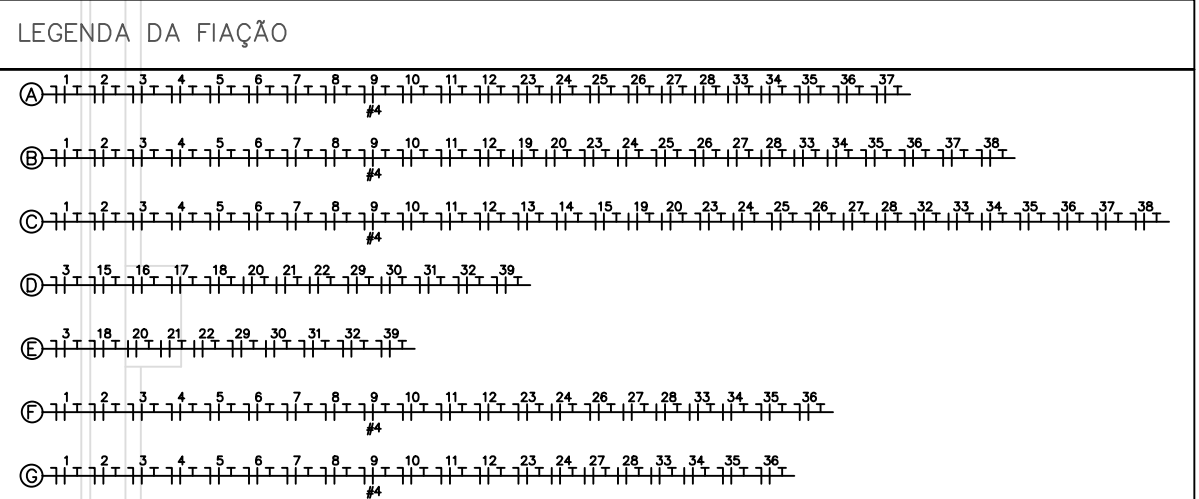 LEGENDA DA FIAÇÃO
A 1 2 3 4 5 6 7 8 9 10 11 12 23 24 25 26 27 28 33 34 35 36 37
#4
B 1 2 3 4 5 6 7 8 9 10 11 12 19 20 23 24 25 26 27 28 33 34 35 36 37 38
#4
C 1 2 3 4 5 6 7 8 9 10 11 12 13 14 15 19 20 23 24 25 26 27 28 32 33 34 35 36 37 38
#4
D 3 15 16 17 18 20 21 22 29 30 31 32 39
E 3 18 20 21 22 29 30 31 32 39
F 1 2 3 4 5 6 7 8 9 10 11 12 23 24 26 27 28 33 34 35 36
#4
G 1 2 3 4 5 6 7 8 9 10 11 12 23 24 27 28 33 34 35 36
#4